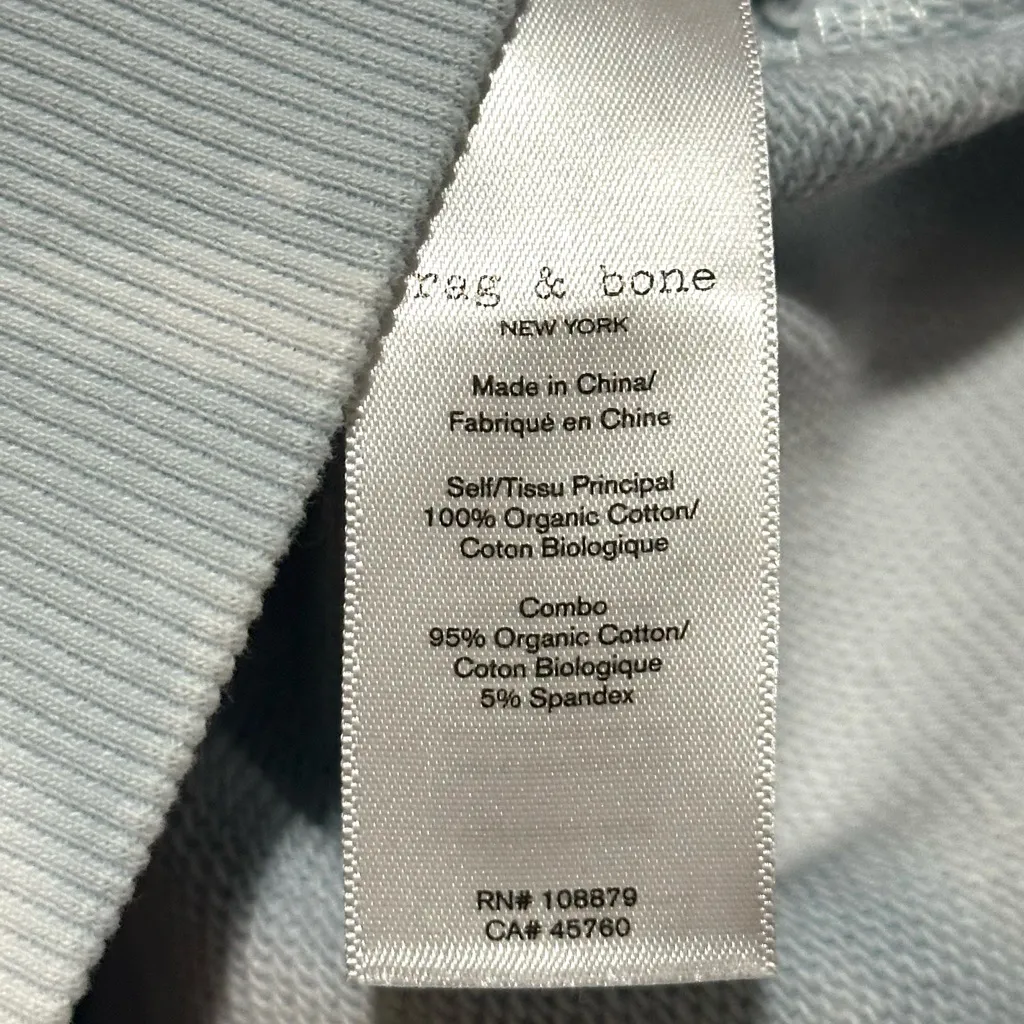 rag & bone
NEW YORK
Made in China/
Fabriqué en Chine
Self/Tissu Principal
100% Organic Cotton/
Coton Biologique
Combo
95% Organic Cotton/
Coton Biologique
5% Spandex
RN# 108879
CA# 45760